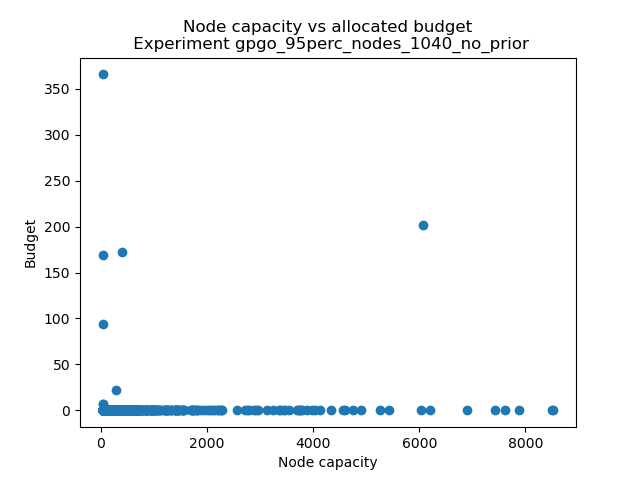 Node capacity vs allocated budget
Experiment gpgo_95perc_nodes_1040_no_prior
350
300
250
200
150
100
50
0
Budget
0 2000 4000 6000 8000
Node capacity